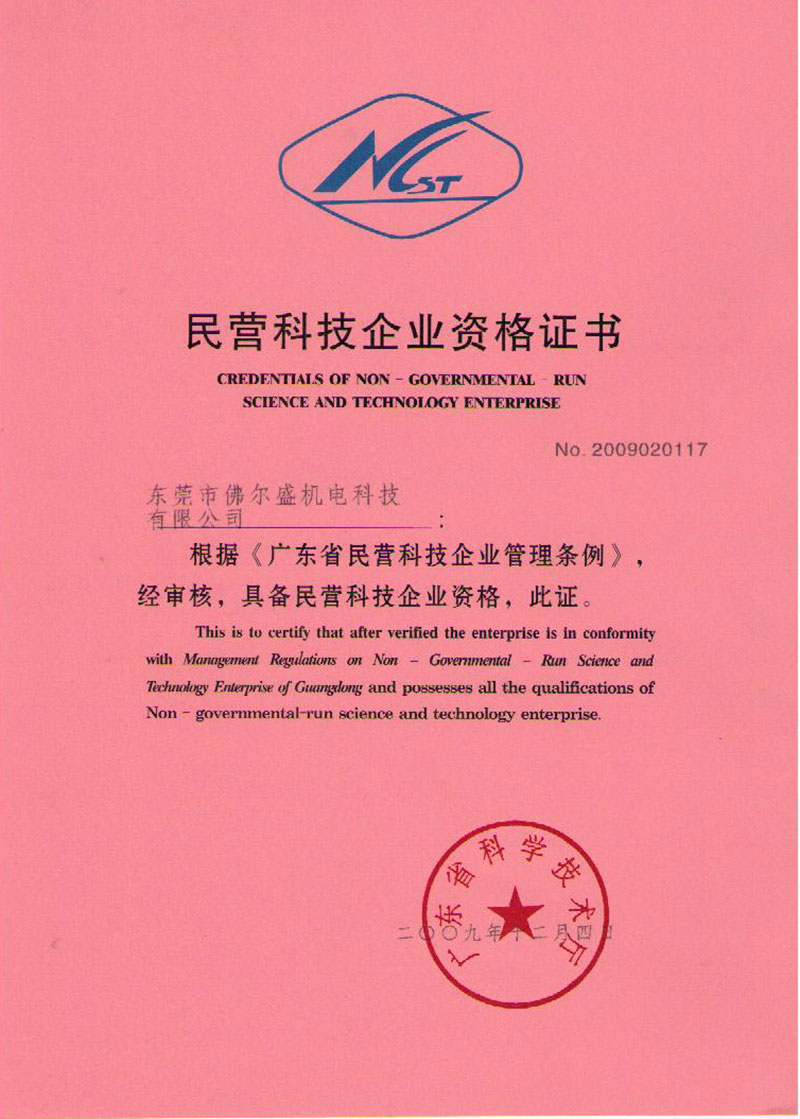 NCST
民营科技企业资格证书
CREDENTIALS OF NON - GOVERNMENTAL - RUN
SCIENCE AND TECHNOLOGY ENTERPRISE
No. 2009020117
东莞市佛尔盛机电科技
有限公司:
根据《广东省民营科技企业管理条例》,
经审核,具备民营科技企业资格,此证。
This is to certify that after verified the enterprise is in conformity
with Management Regulations on Non - Governmental - Run Science and
Technology Enterprise of Guangdong and possesses all the qualifications of
Non - governmental-run science and technology enterprise.
广东省科学技术厅
二〇〇九年十二月四日